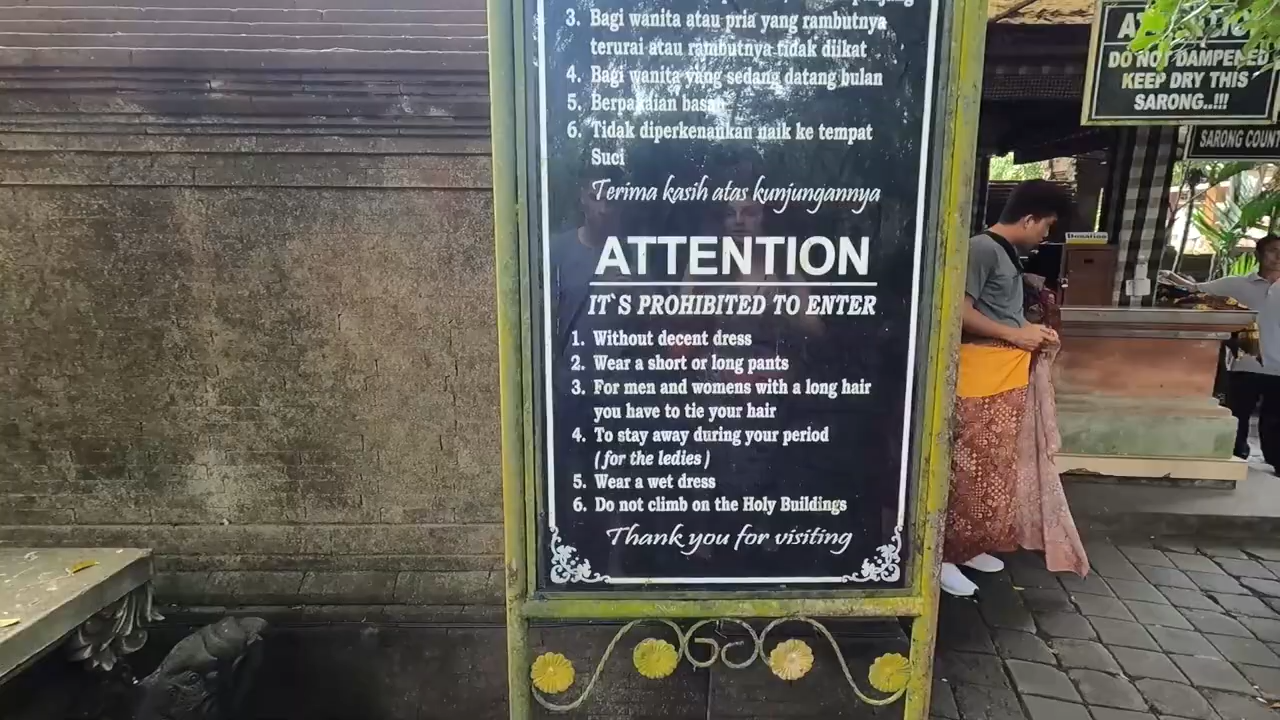 3. Bagi wanita atau pria yang rambutnya
terurai atau rambutnya tidak diikat
4. Bagi wanita yang sedang datang bulan
5. Berpakaian basah
6. Tidak diperkenankan naik ke tempat
Suci
Terima kasih atas kunjungannya
ATTENTION
IT`S PROHIBITED TO ENTER
1. Without decent dress
2. Wear a short or long pants
3. For men and womens with a long hair
you have to tie your hair
4. To stay away during your period
(for the ledies)
5. Wear a wet dress
6. Do not climb on the Holy Buildings
Thank you for visiting
DO NOT DAMPENED
KEEP DRY THIS
SARONG..!!!
SARONG COUNT
Donation